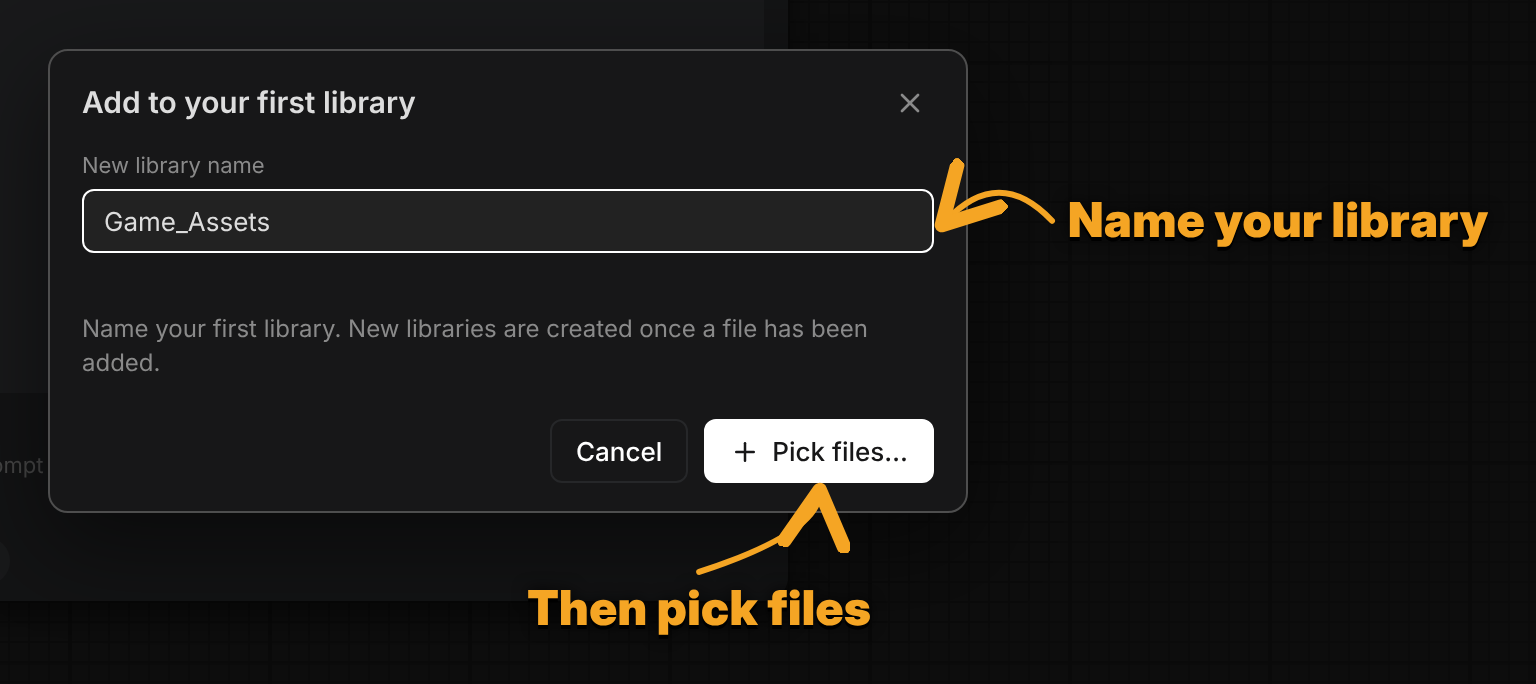 Add to your first library
New library name
Game_Assets
Name your library
Name your first library. New libraries are created once a file has been
added.
Cancel
+ Pick files...
Then pick files